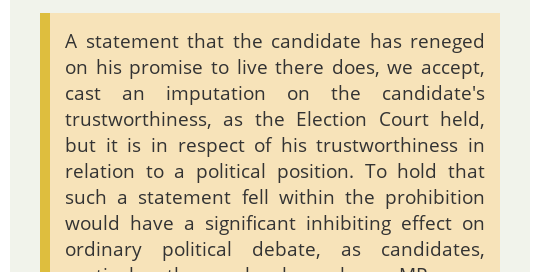 A statement that the candidate has reneged
on his promise to live there does, we accept,
cast an imputation on the candidate's
trustworthiness, as the Election Court held,
but it is in respect of his trustworthiness in
relation to a political position. To hold that
such a statement fell within the prohibition
would have a significant inhibiting effect on
ordinary political debate, as candidates,